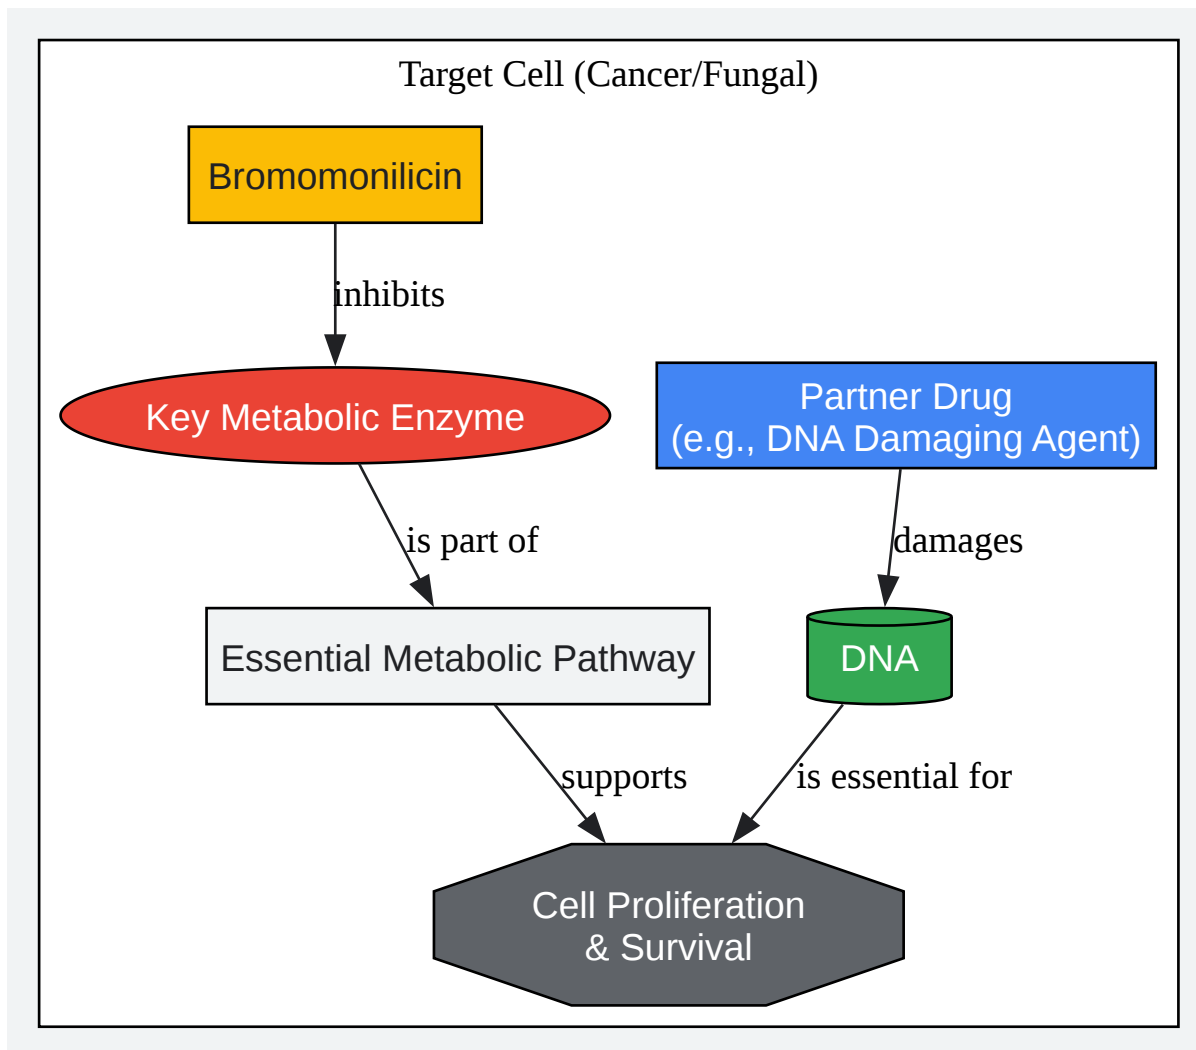 Target Cell (Cancer/Fungal)
Bromomonilicin
inhibits
Key Metabolic Enzyme
Partner Drug
(e.g., DNA Damaging Agent)
is part of
damages
Essential Metabolic Pathway
DNA
supports
is essential for
Cell Proliferation
& Survival